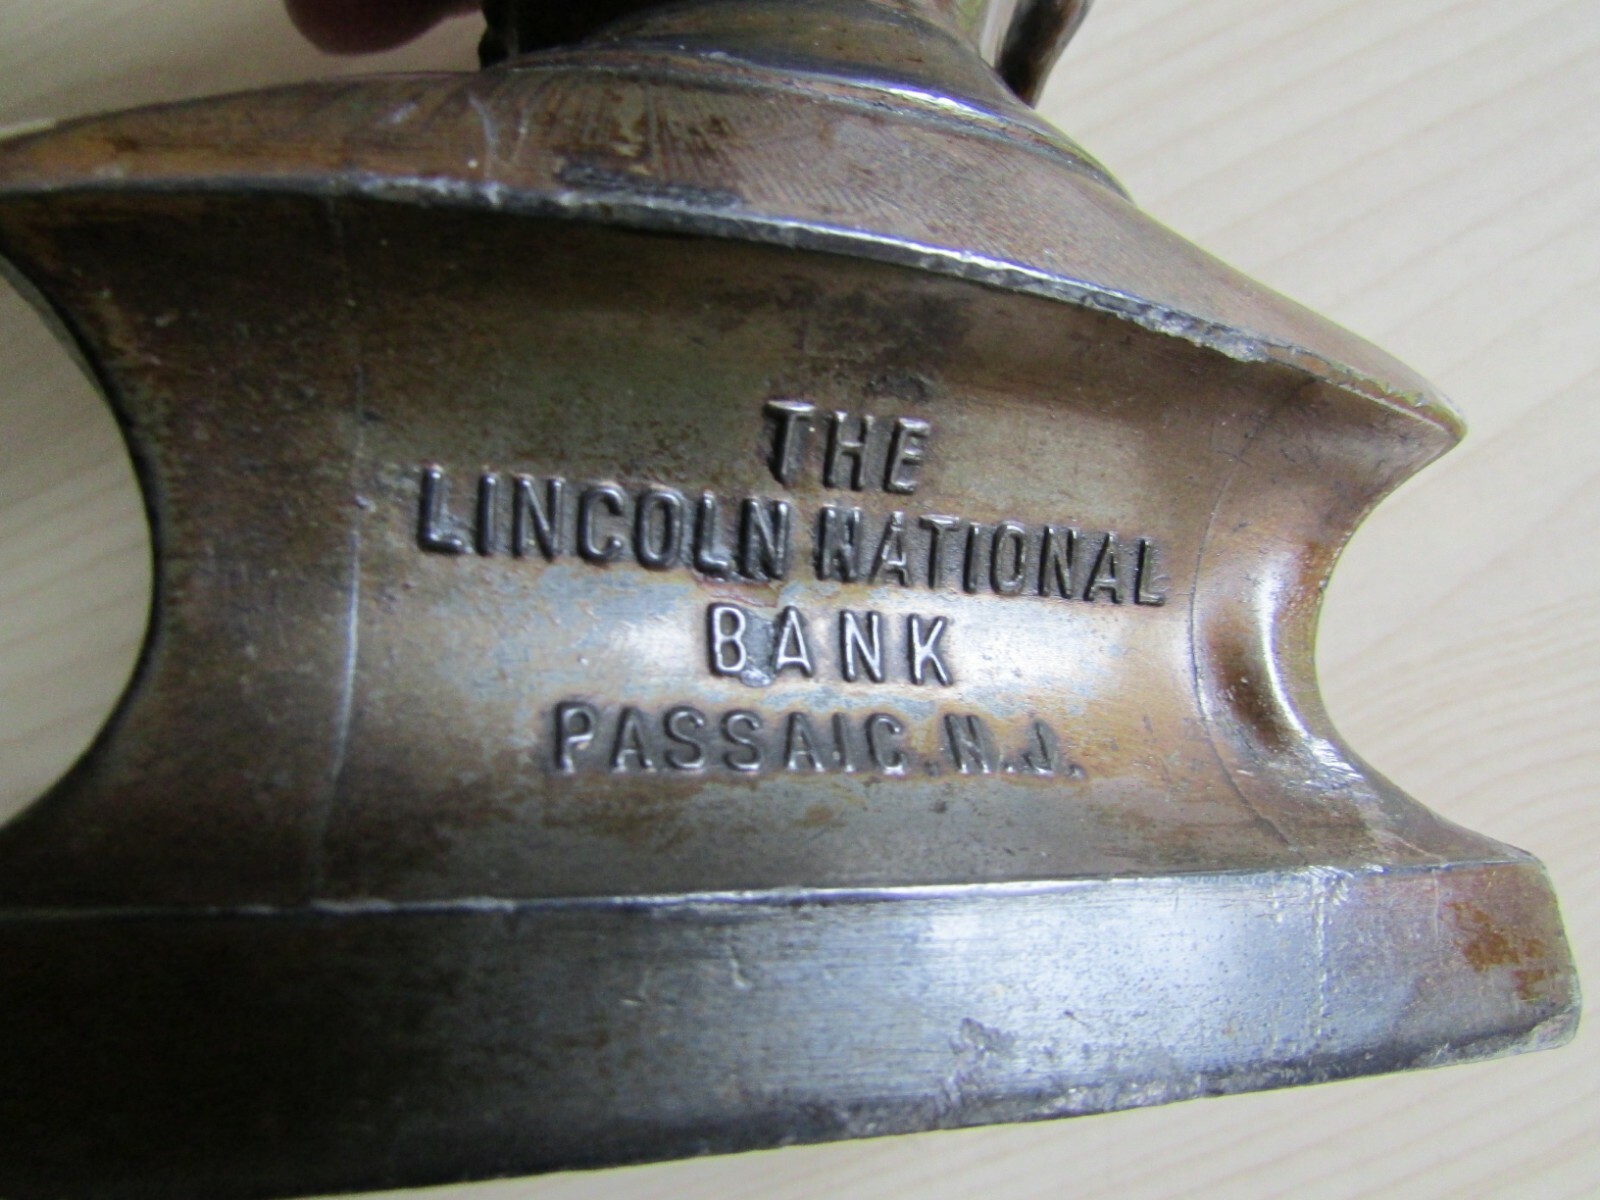 THE
LINCOLN NATIONAL
BANK
PASSAIC. N.J.